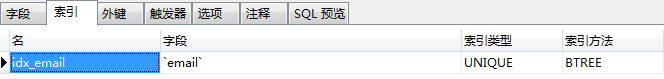 字段 索引 外键 触发器 选项 注释 SQL 预览
名 字段 索引类型 索引方法
idx_email `email` UNIQUE BTREE